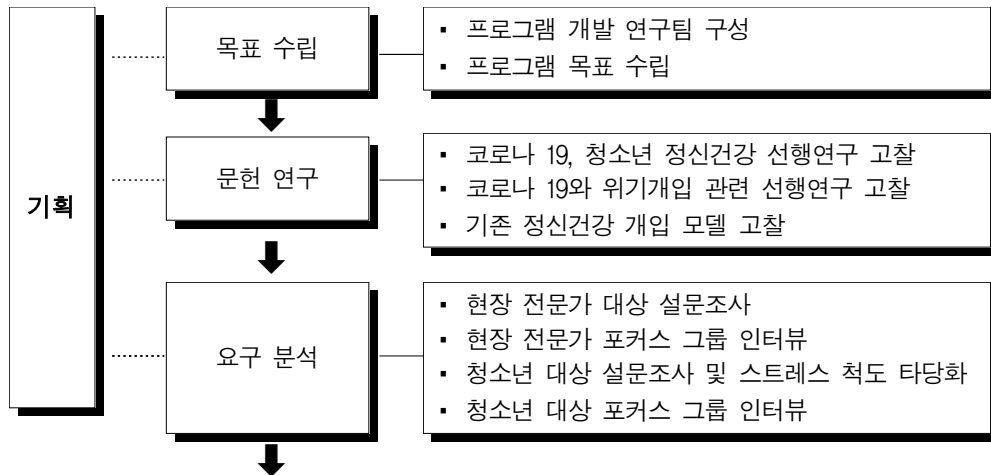 목표 수립
▪ 프로그램 개발 연구팀 구성
▪ 프로그램 목표 수립
기획
문헌 연구
▪ 코로나 19, 청소년 정신건강 선행연구 고찰
▪ 코로나 19와 위기개입 관련 선행연구 고찰
▪ 기존 정신건강 개입 모델 고찰
요구 분석
▪ 현장 전문가 대상 설문조사
▪ 현장 전문가 포커스 그룹 인터뷰
▪ 청소년 대상 설문조사 및 스트레스 척도 타당화
▪ 청소년 대상 포커스 그룹 인터뷰